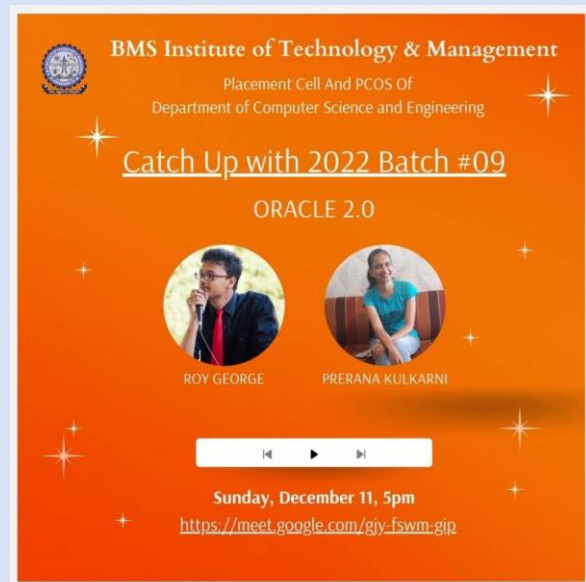 BMS Institute of Technology & Management
Placement Cell And PCOS Of
Department of Computer Science and Engineering
Catch Up with 2022 Batch #09
ORACLE 2.0
ROY GEORGE
PRERANA KULKARNI
Sunday, December 11, 5pm
https://meet.google.com/gjy-fswm-gip